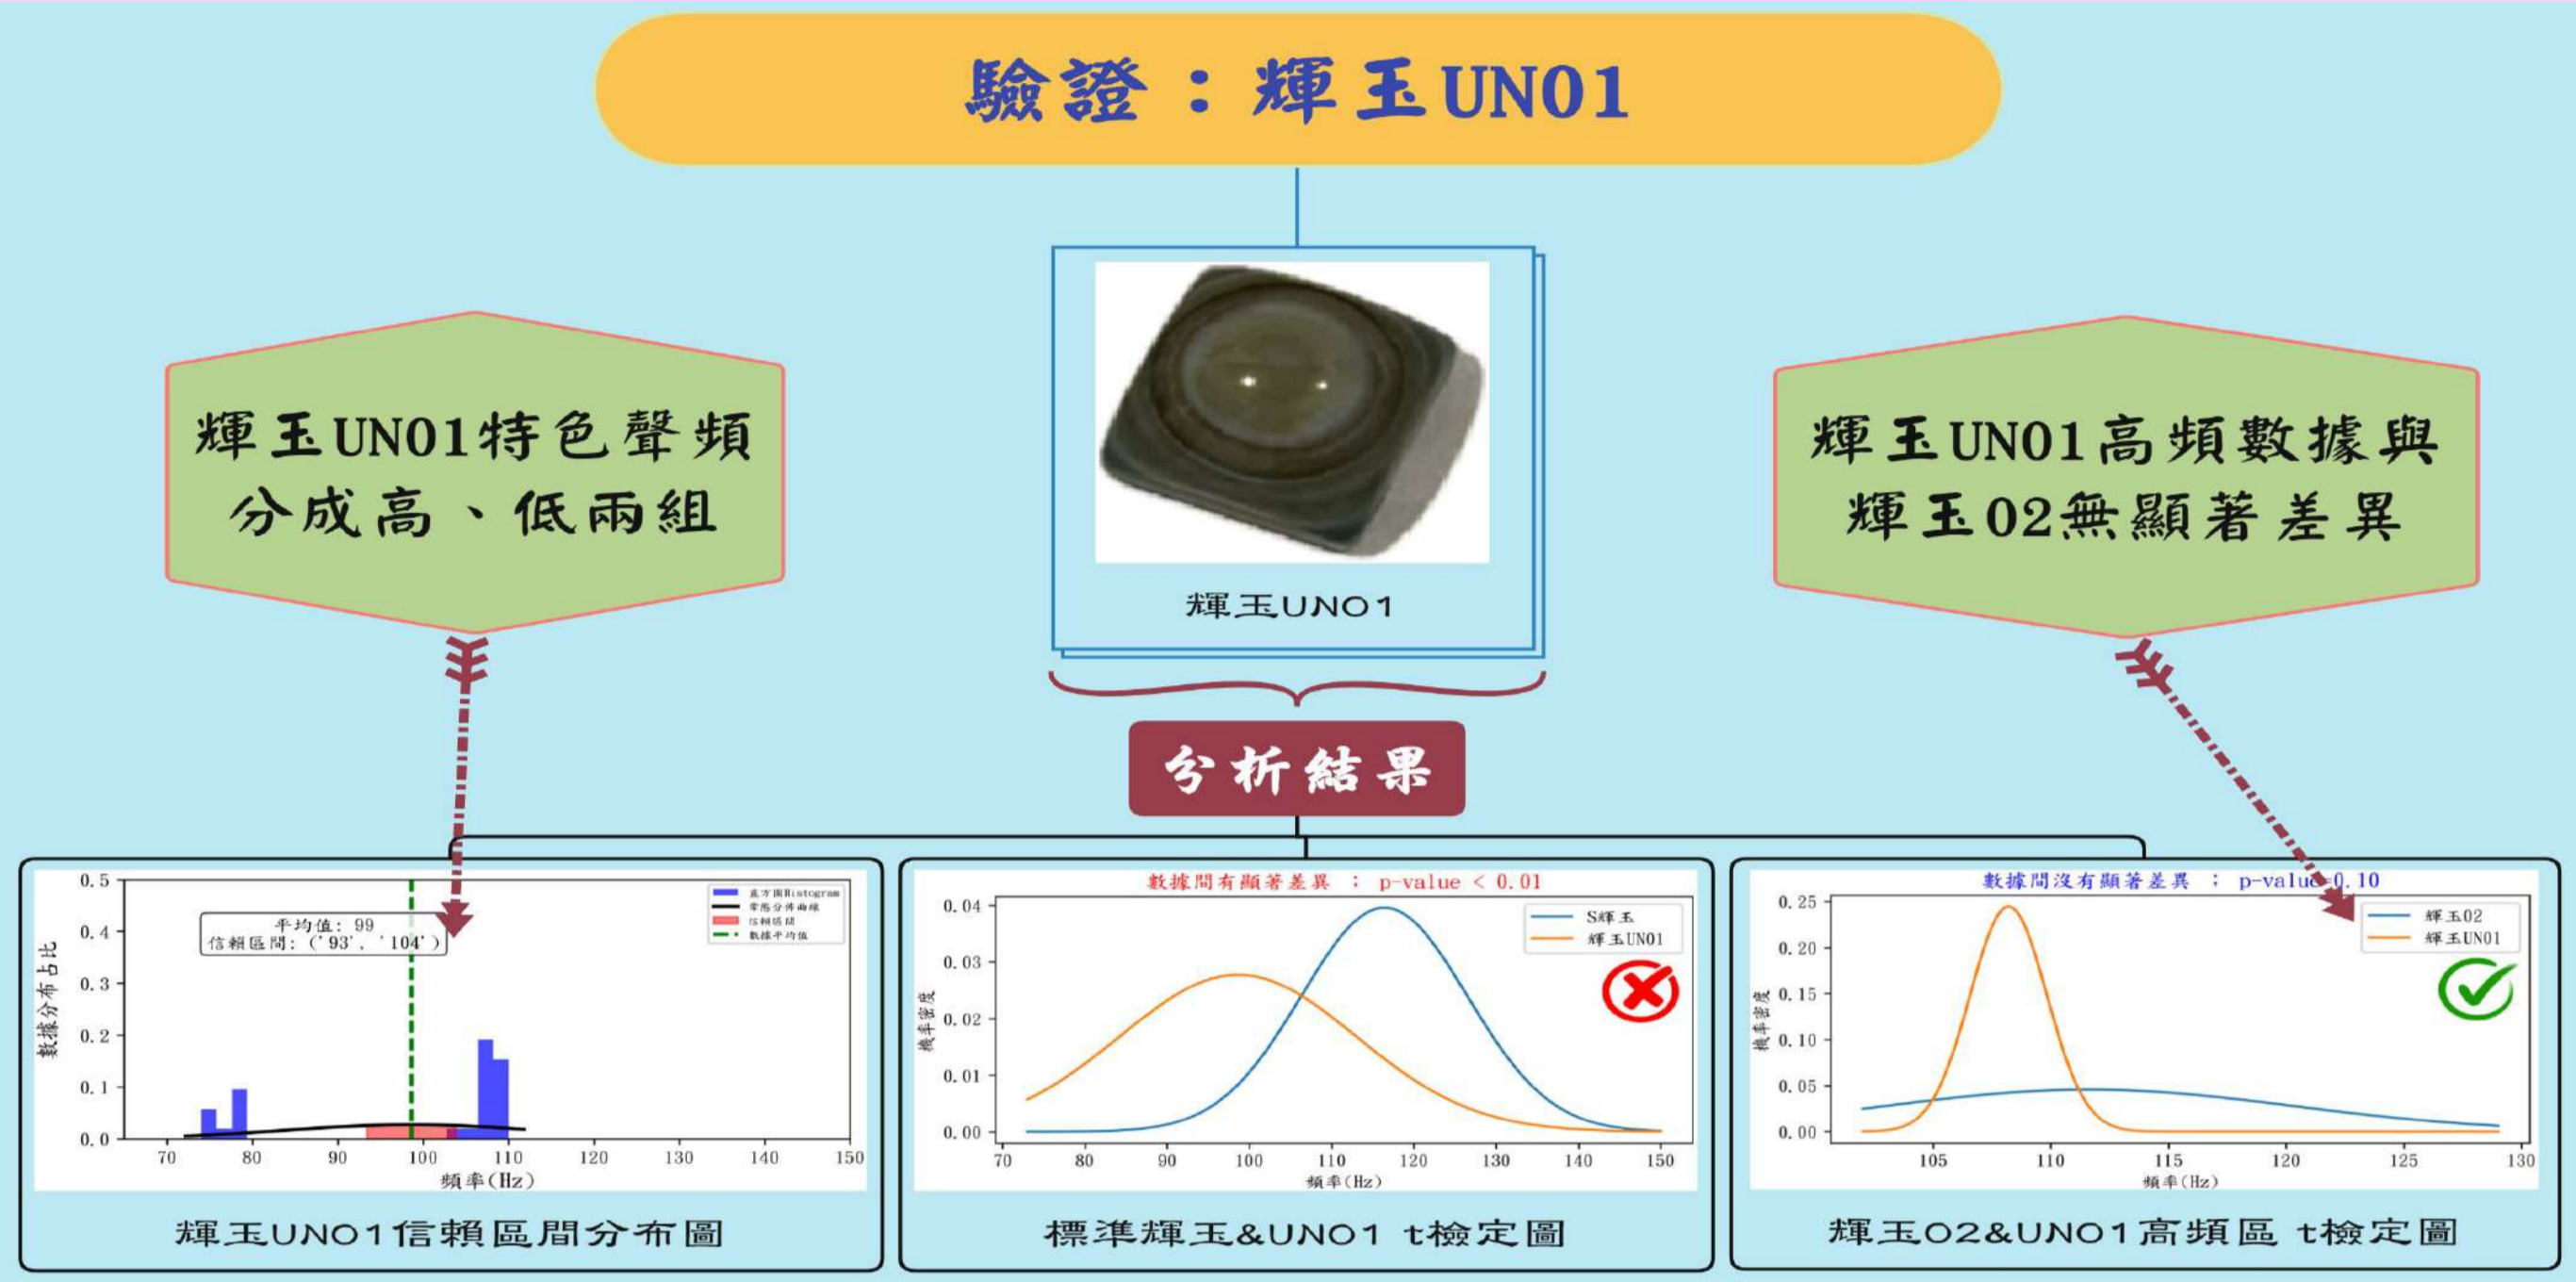 驗證：輝玉UN01
輝玉UN01特色聲頻
分成高、低兩組
輝玉UN01
輝玉UN01高頻數據與
輝玉02無顯著差異
分析結果
0.5
0.4
0.3
0.2
0.1
0.0
數據分布占比
平均值: 99
信賴區間: ('93', '104')
直方圖Histogram
常態分佈曲線
信賴區間
數據平均值
70 80 90 100 110 120 130 140 150
頻率(Hz)
輝玉UN01信賴區間分布圖
數據間有顯著差異 ; p-value < 0.01
0.04
0.03
0.02
0.01
0.00
機率密度
S輝玉
輝玉UN01
70 80 90 100 110 120 130 140 150
頻率(Hz)
標準輝玉&UN01 t檢定圖
數據間沒有顯著差異 ; p-value=0.10
0.25
0.20
0.15
0.10
0.05
0.00
機率密度
輝玉02
輝玉UN01
105 110 115 120 125 130
頻率(Hz)
輝玉02&UN01高頻區 t檢定圖